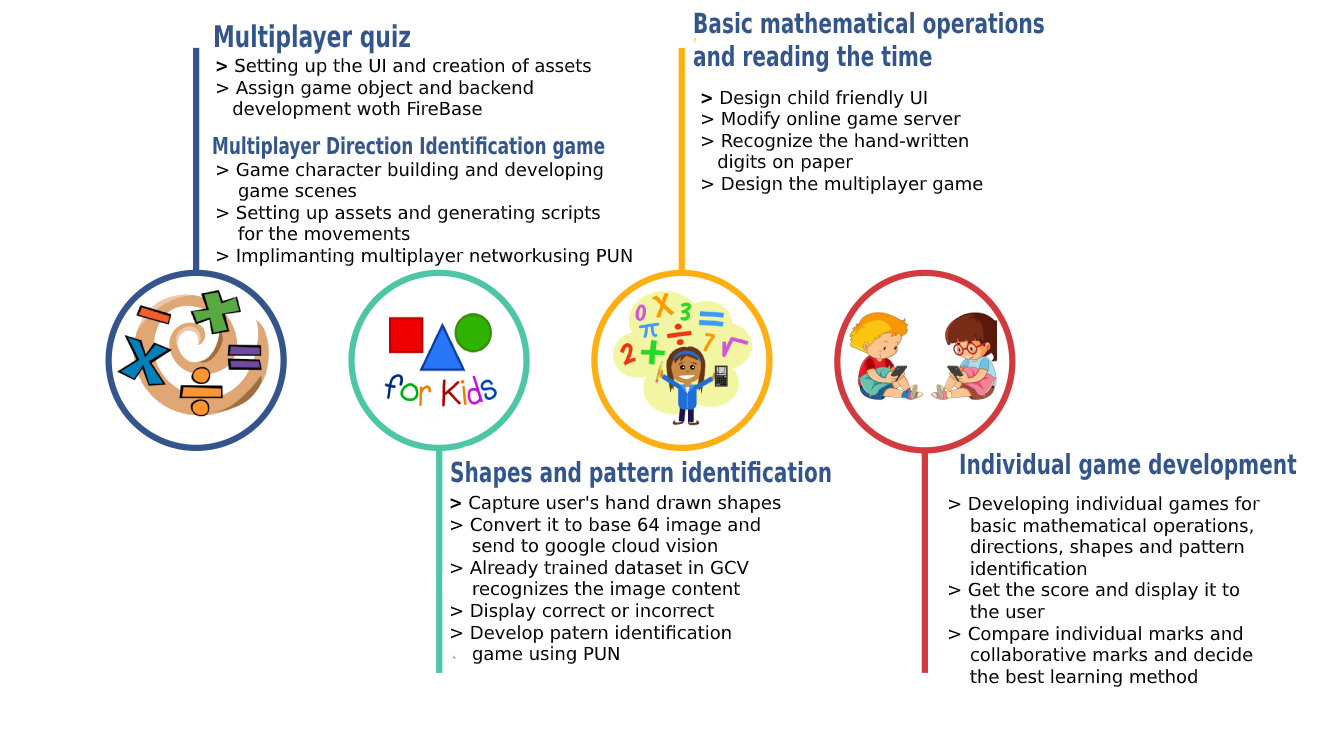 Multiplayer quiz
> Setting up the UI and creation of assets
> Assign game object and backend
development woth FireBase
Multiplayer Direction Identification game
> Game character building and developing
game scenes
> Setting up assets and generating scripts
for the movements
> Implimanting multiplayer networkusing PUN
Basic mathematical operations
and reading the time
> Design child friendly UI
> Modify online game server
> Recognize the hand-written
digits on paper
> Design the multiplayer game
− + × = ÷
for Kids
0 X 3 =
π ÷ 7 √
2 +
Shapes and pattern identification
> Capture user's hand drawn shapes
> Convert it to base 64 image and
send to google cloud vision
> Already trained dataset in GCV
recognizes the image content
> Display correct or incorrect
> Develop patern identification
game using PUN
Individual game development
> Developing individual games for
basic mathematical operations,
directions, shapes and pattern
identification
> Get the score and display it to
the user
> Compare individual marks and
collaborative marks and decide
the best learning method